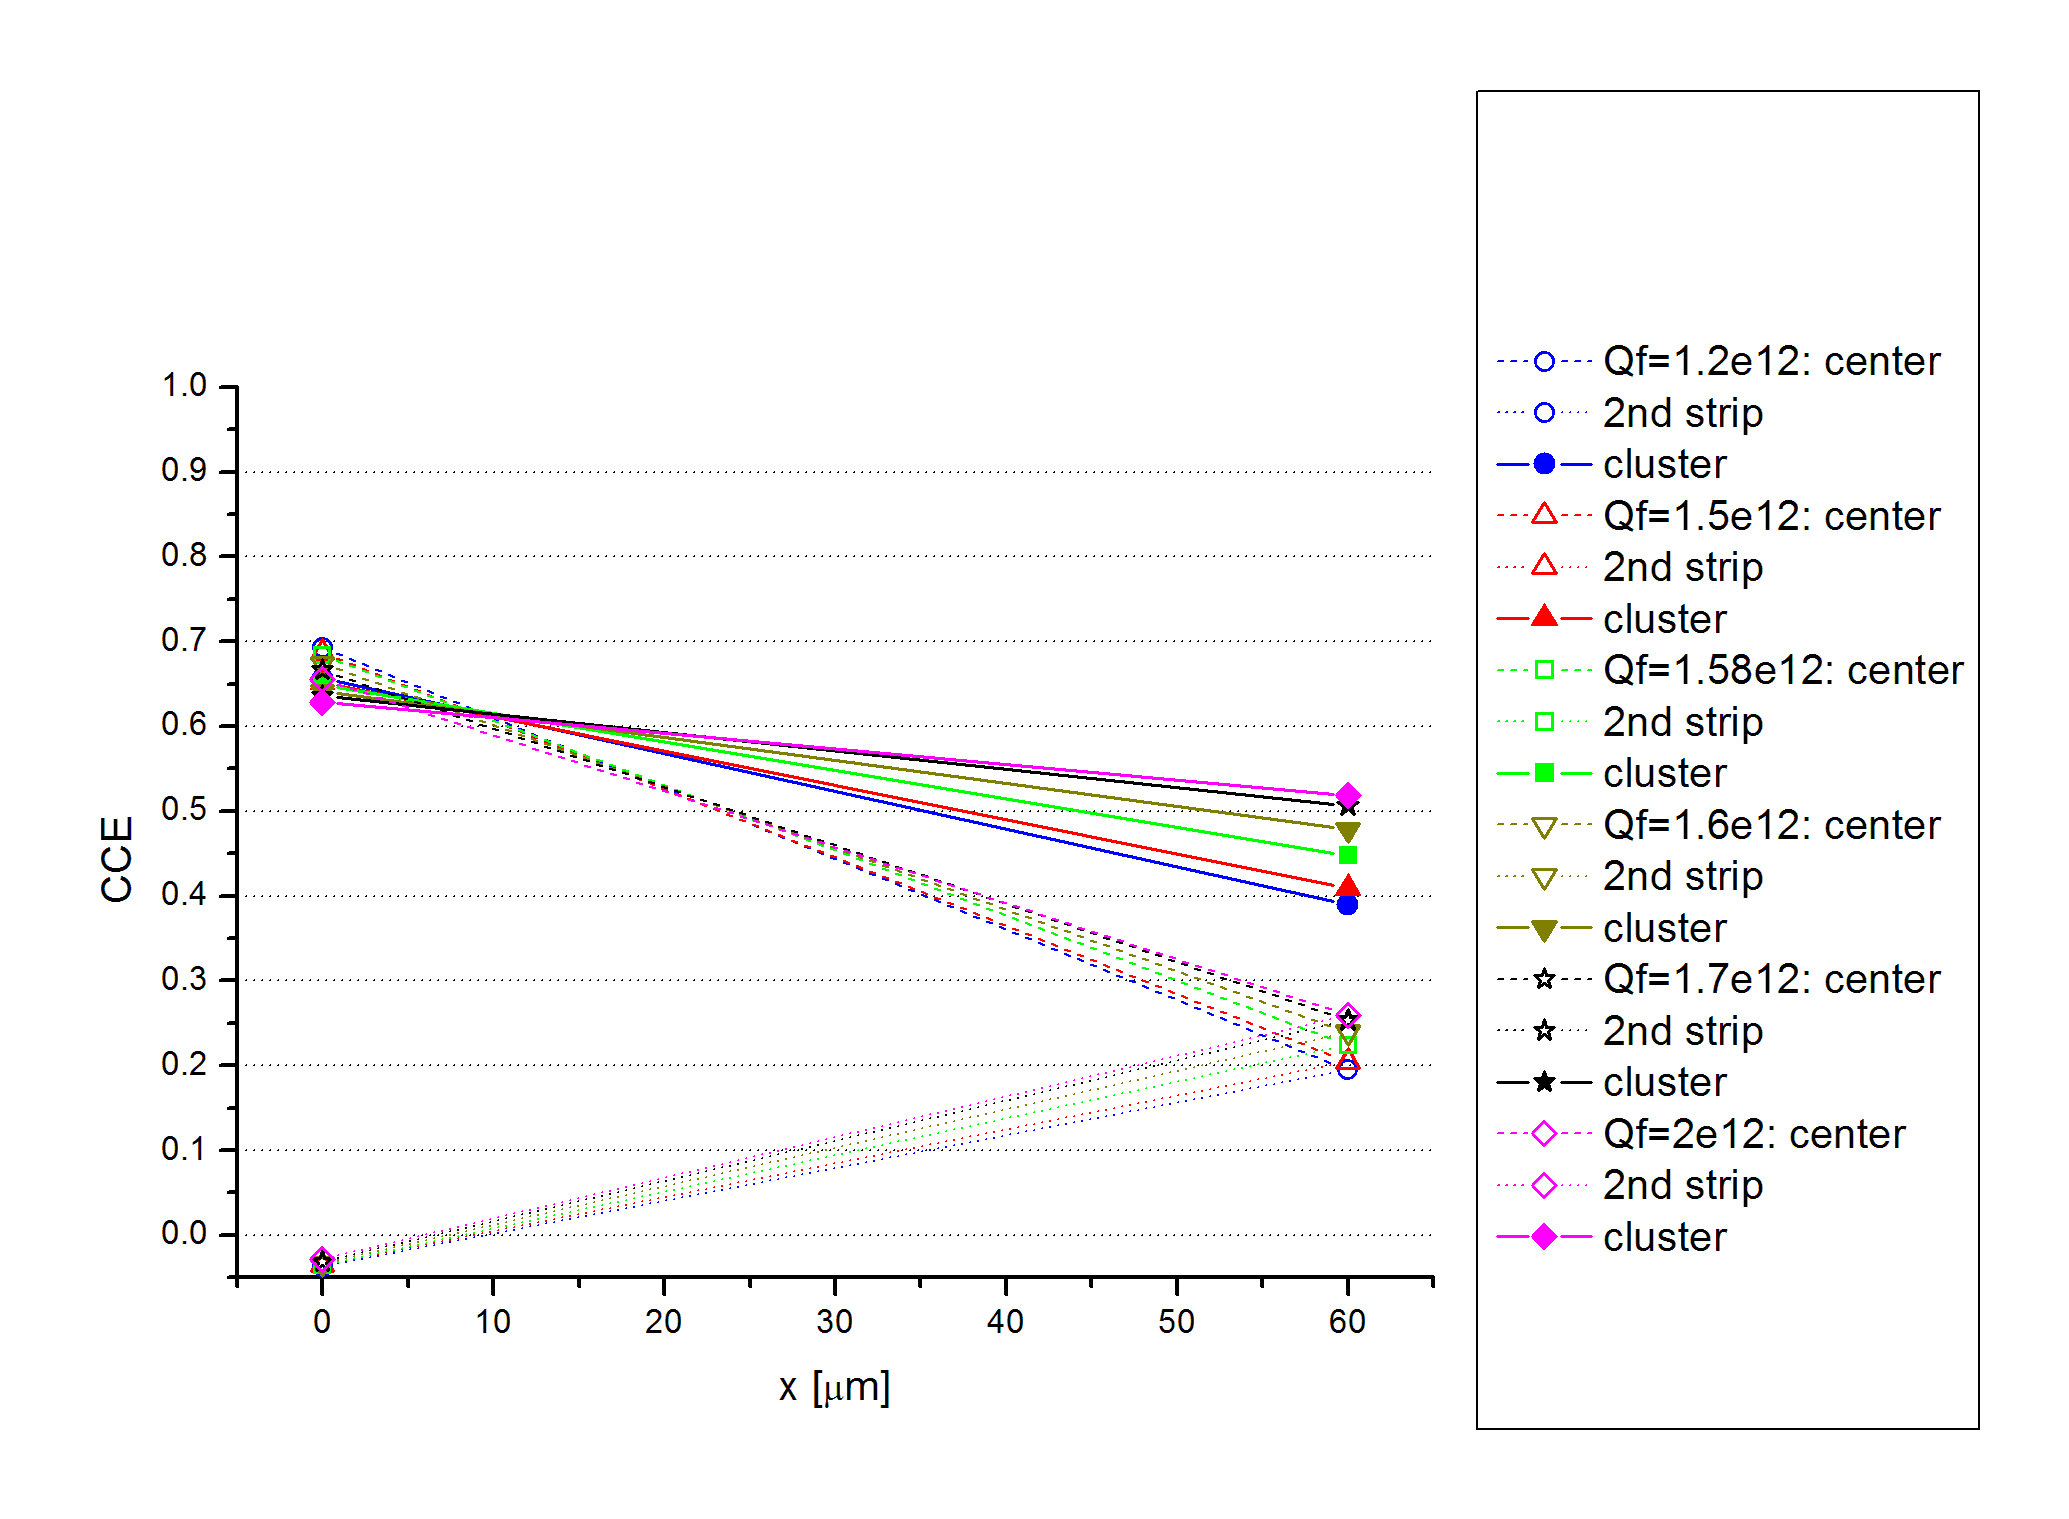 1.0
0.9
0.8
0.7
0.6
0.5
0.4
0.3
0.2
0.1
0.0
CCE
0 10 20 30 40 50 60
x [μm]
Qf=1.2e12: center
2nd strip
cluster
Qf=1.5e12: center
2nd strip
cluster
Qf=1.58e12: center
2nd strip
cluster
Qf=1.6e12: center
2nd strip
cluster
Qf=1.7e12: center
2nd strip
cluster
Qf=2e12: center
2nd strip
cluster